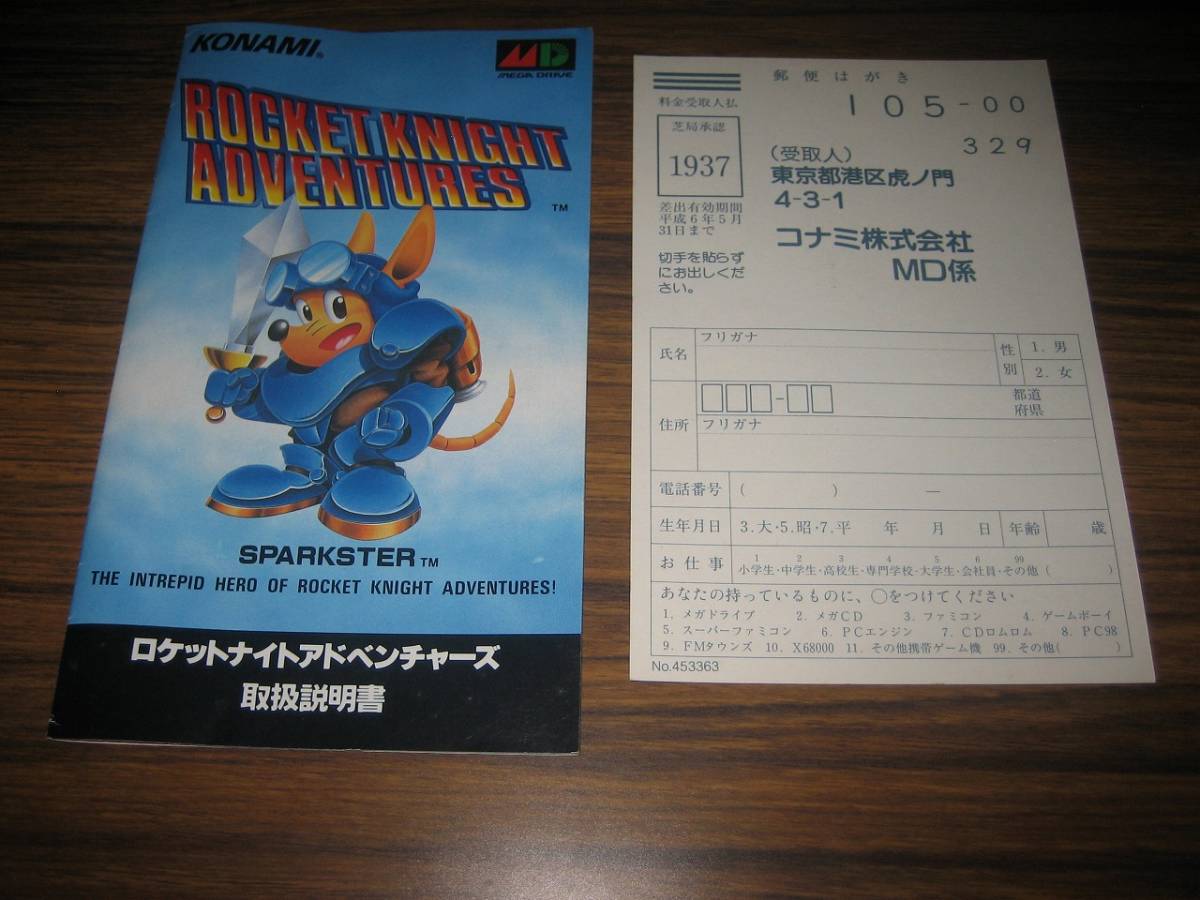 KONAMI®
MD
MEGA DRIVE
ROCKET KNIGHT
ADVENTURES™
SPARKSTER™
THE INTREPID HERO OF ROCKET KNIGHT ADVENTURES!
ロケットナイトアドベンチャーズ
取扱説明書
郵便はがき
料金受取人払
105-00
329
芝局承認
1937
差出有効期間
平成6年5月
31日まで
切手を貼らず
にお出しくだ
さい。
(受取人)
東京都港区虎ノ門
4-3-1
コナミ株式会社
MD係
フリガナ
氏名
性別
1. 男
2. 女
都道
府県
住所
フリガナ
電話番号 ( ) ―
生年月日 3.大・5.昭・7.平 年 月 日 年齢 歳
1 2 3 4 5 6 99
お仕事 小学生・中学生・高校生・専門学校・大学生・会社員・その他( )
あなたの持っているものに、○をつけてください
1. メガドライブ 2. メガCD 3. ファミコン 4. ゲームボーイ
5. スーパーファミコン 6. PCエンジン 7. CDロムロム 8. PC98
9. FMタウンズ 10. X68000 11. その他携帯ゲーム機 99. その他( )
No.453363